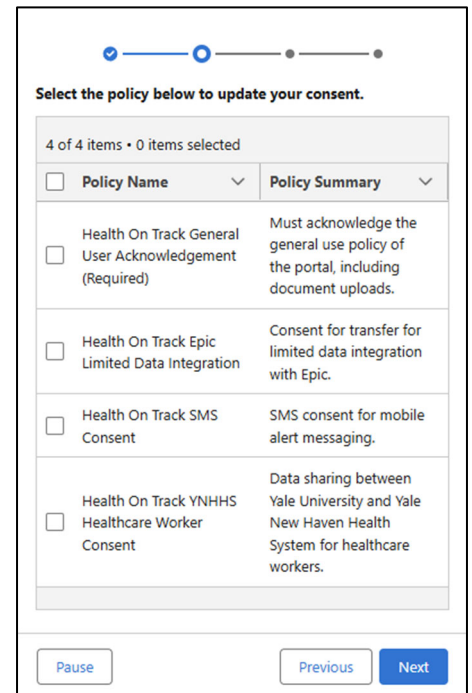 Select the policy below to update your consent.
4 of 4 items • 0 items selected
Policy Name
Policy Summary
Health On Track General
User Acknowledgement
(Required)
Must acknowledge the
general use policy of
the portal, including
document uploads.
Health On Track Epic
Limited Data Integration
Consent for transfer for
limited data integration
with Epic.
Health On Track SMS
Consent
SMS consent for mobile
alert messaging.
Health On Track YNHHS
Healthcare Worker
Consent
Data sharing between
Yale University and Yale
New Haven Health
System for healthcare
workers.
Pause
Previous
Next